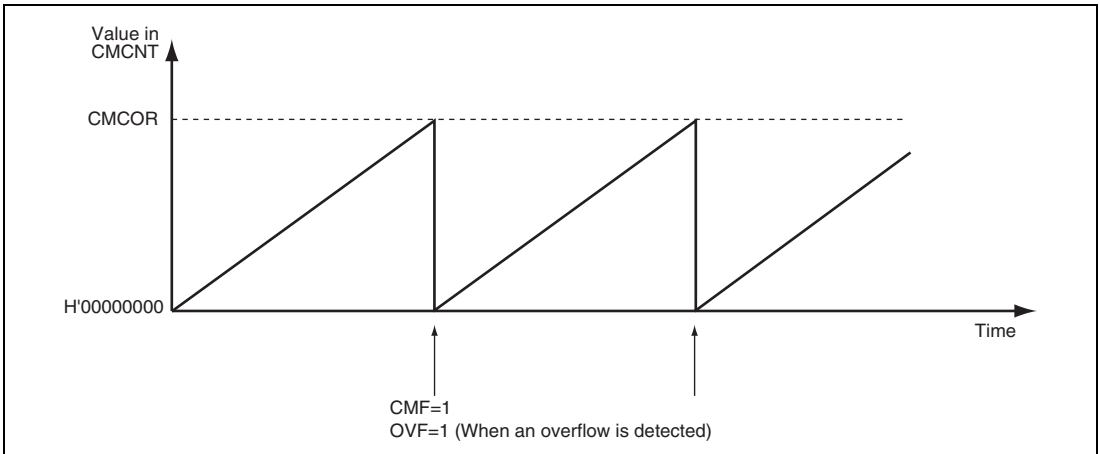 Value in
CMCNT
CMCOR
H'00000000
Time
CMF=1
OVF=1 (When an overflow is detected)